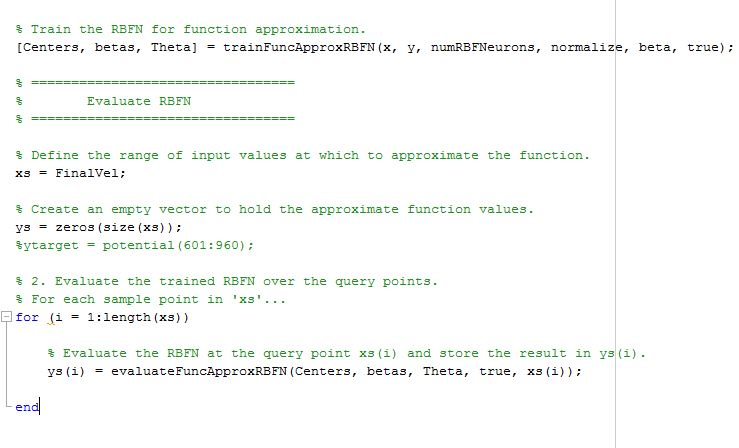 % Train the RBFN for function approximation.
[Centers, betas, Theta] = trainFuncApproxRBFN(x, y, numRBFNeurons, normalize, beta, true);
% =================================
% Evaluate RBFN
% =================================
% Define the range of input values at which to approximate the function.
xs = FinalVel;
% Create an empty vector to hold the approximate function values.
ys = zeros(size(xs));
%ytarget = potential(601:960);
% 2. Evaluate the trained RBFN over the query points.
% For each sample point in 'xs'...
for (i = 1:length(xs))
% Evaluate the RBFN at the query point xs(i) and store the result in ys(i).
ys(i) = evaluateFuncApproxRBFN(Centers, betas, Theta, true, xs(i));
end